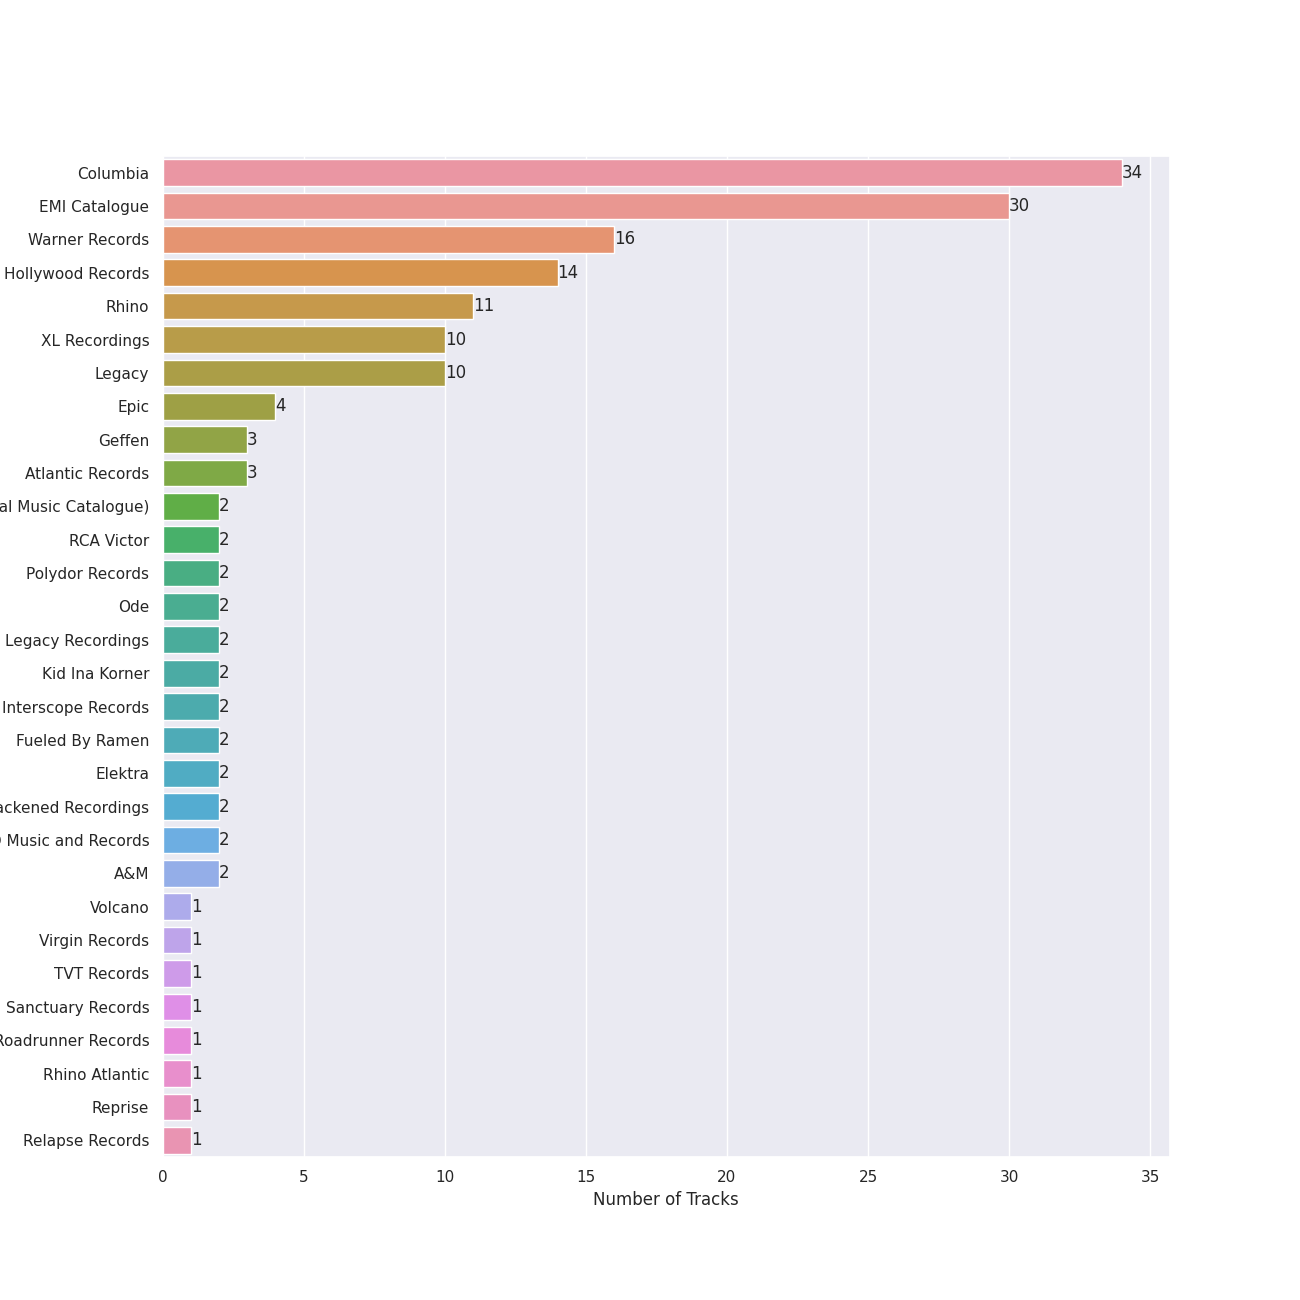 Columbia 34
EMI Catalogue 30
Warner Records 16
Hollywood Records 14
Rhino 11
XL Recordings 10
Legacy 10
Epic 4
Geffen 3
Atlantic Records 3
Music Catalogue) 2
RCA Victor 2
Polydor Records 2
Ode 2
Legacy Recordings 2
Kid Ina Korner 2
Interscope Records 2
Fueled By Ramen 2
Elektra 2
Recordings 2
Music and Records 2
A&M 2
Volcano 1
Virgin Records 1
TVT Records 1
Sanctuary Records 1
Roadrunner Records 1
Rhino Atlantic 1
Reprise 1
Relapse Records 1
0 5 10 15 20 25 30 35
Number of Tracks